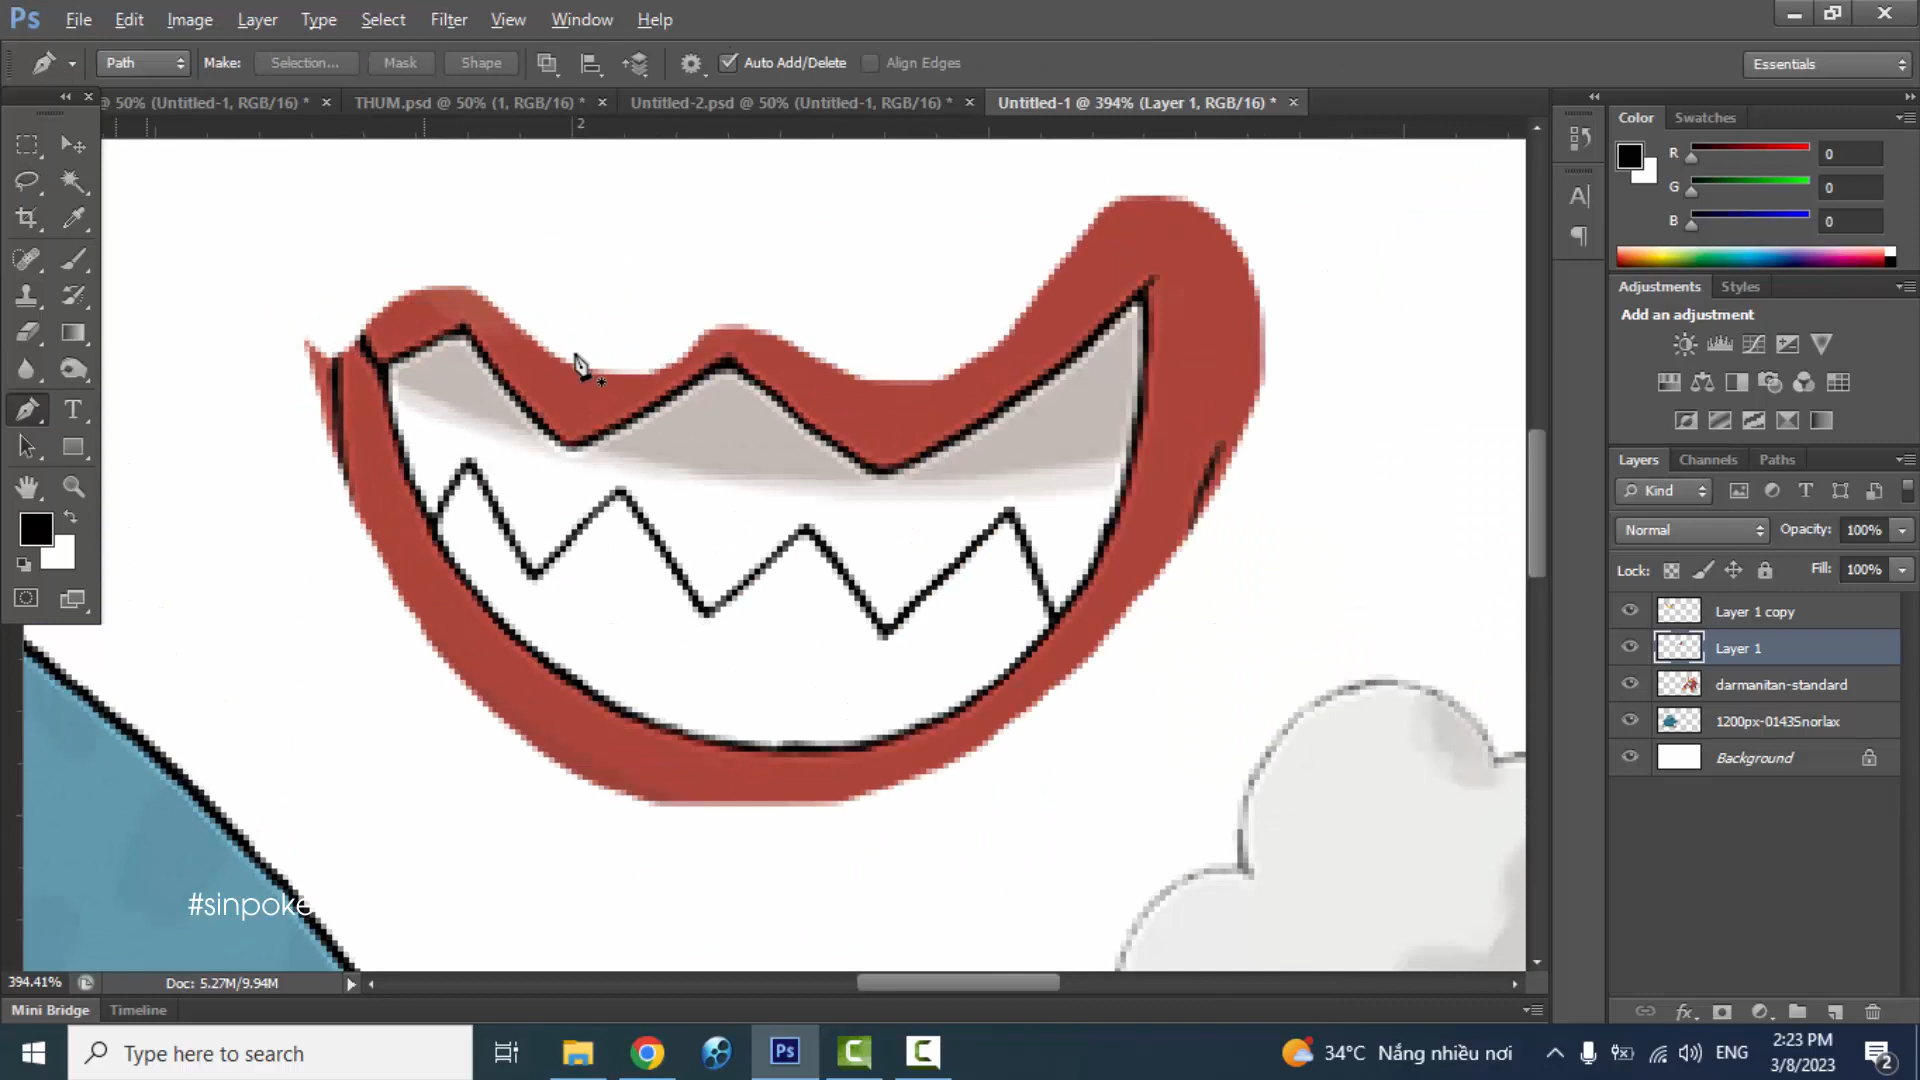 Ps File Edit Image Layer Type Select Filter View Window Help
Path Make: Selection... Mask Shape Auto Add/Delete Align Edges Essentials
@ 50% (Untitled-1, RGB/16) * × THUM.psd @ 50% (1, RGB/16) * × Untitled-2.psd @ 50% (Untitled-1, RGB/16) * × Untitled-1 @ 394% (Layer 1, RGB/16) * ×
2
Color Swatches
R 0
G 0
B 0
Adjustments Styles
Add an adjustment
Layers Channels Paths
Kind
Normal Opacity: 100%
Lock: Fill: 100%
Layer 1 copy
Layer 1
darmanitan-standard
1200px-0143Snorlax
Background
#sinpoke
394.41% Doc: 5.27M/9.94M
Mini Bridge Timeline
Type here to search
34°C Nắng nhiều nơi
ENG
2:23 PM
3/8/2023
2